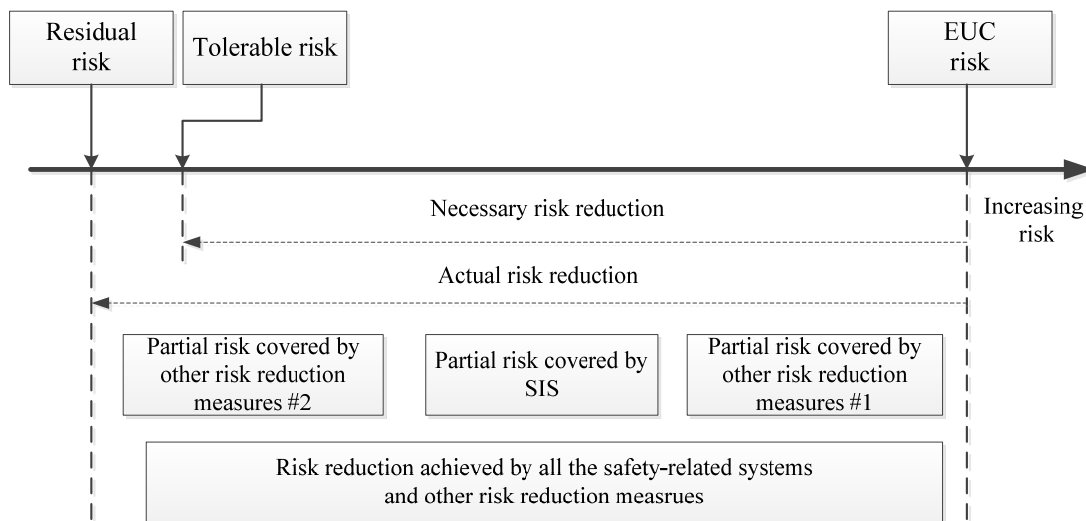 Residual
risk
Tolerable risk
EUC
risk
Necessary risk reduction
Increasing
risk
Actual risk reduction
Partial risk covered by
other risk reduction
measures #2
Partial risk covered by
SIS
Partial risk covered by
other risk reduction
measures #1
Risk reduction achieved by all the safety-related systems
and other risk reduction measrues